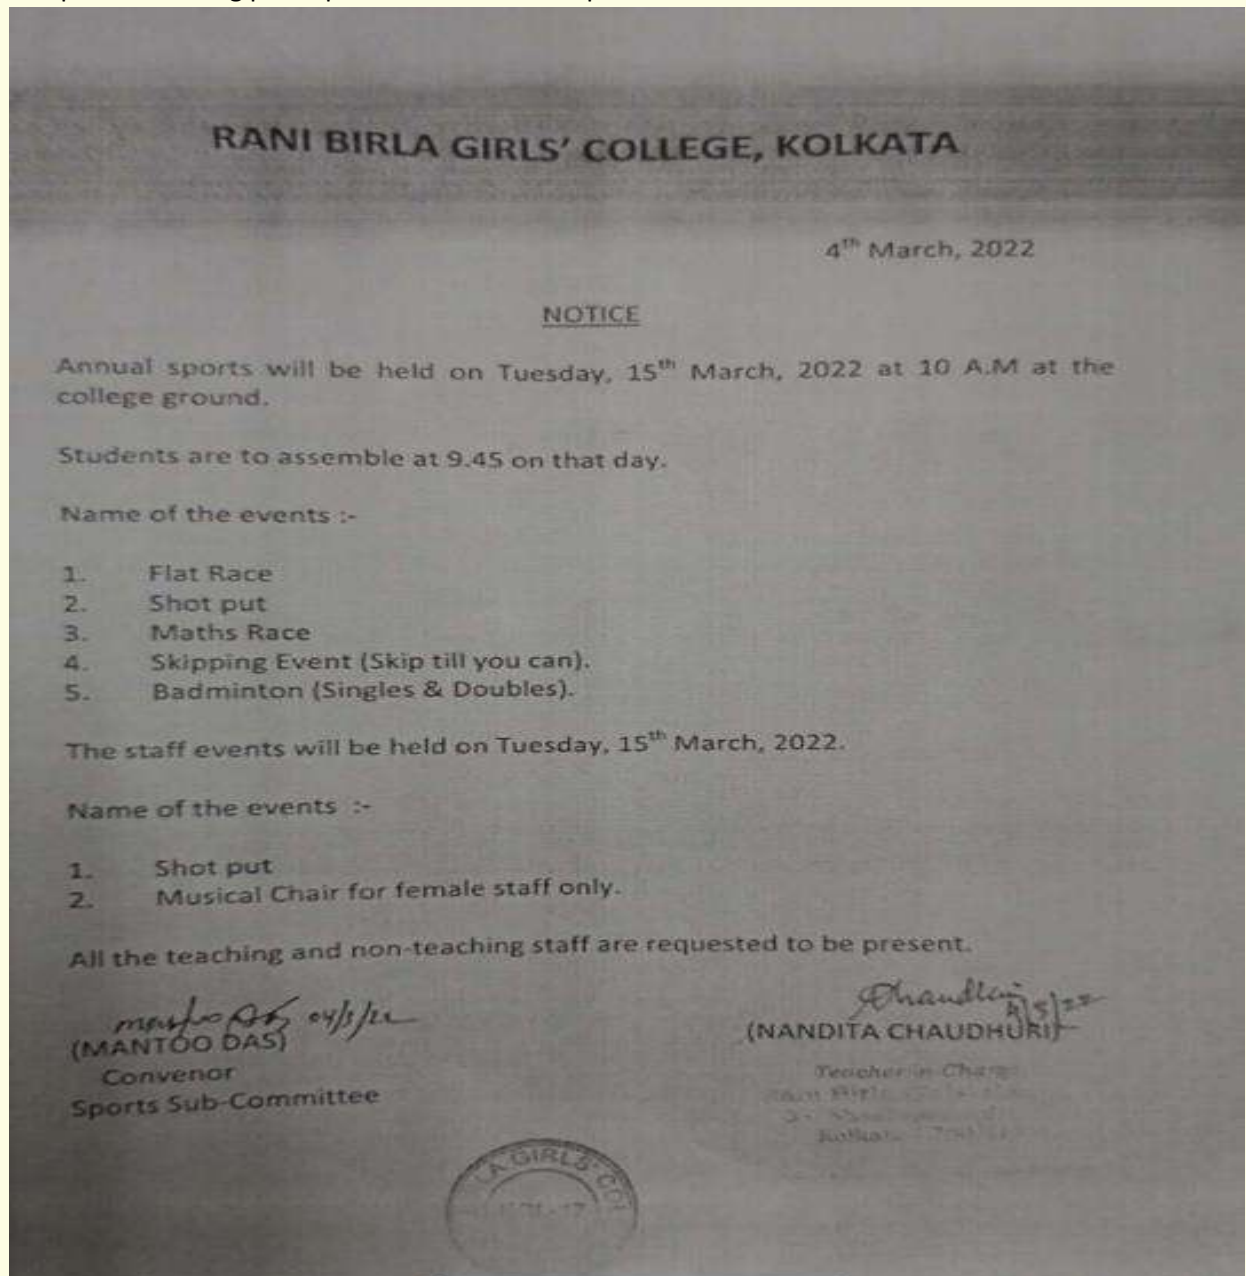 RANI BIRLA GIRLS' COLLEGE, KOLKATA
4th March, 2022
NOTICE
Annual sports will be held on Tuesday, 15th March, 2022 at 10 A.M at the
college ground.
Students are to assemble at 9.45 on that day.
Name of the events :-
1. Flat Race
2. Shot put
3. Maths Race
4. Skipping Event (Skip till you can).
5. Badminton (Singles & Doubles).
The staff events will be held on Tuesday, 15th March, 2022.
Name of the events :-
1. Shot put
2. Musical Chair for female staff only.
All the teaching and non-teaching staff are requested to be present.
(MANTOO DAS)
Convenor
Sports Sub-Committee
(NANDITA CHAUDHURI)
Teacher-in-Charge
GIRLS'